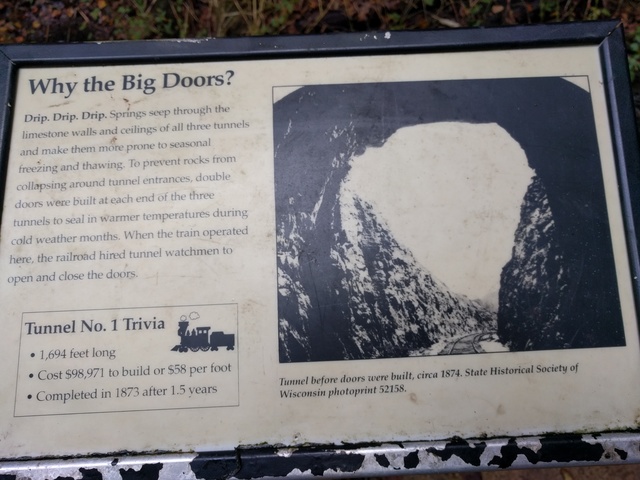 Why the Big Doors?
Drip. Drip. Drip. Springs seep through the
limestone walls and ceilings of all three tunnels
and make them more prone to seasonal
freezing and thawing. To prevent rocks from
collapsing around tunnel entrances, double
doors were built at each end of the three
tunnels to seal in warmer temperatures during
cold weather months. When the train operated
here, the railroad hired tunnel watchmen to
open and close the doors.
Tunnel No. 1 Trivia
• 1,694 feet long
• Cost $98,971 to build or $58 per foot
• Completed in 1873 after 1.5 years
Tunnel before doors were built, circa 1874. State Historical Society of
Wisconsin photoprint 52158.